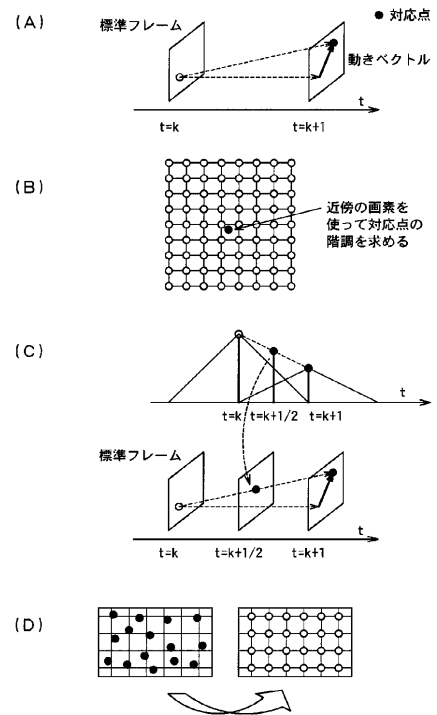 (A)
● 対応点
標準フレーム
動きベクトル
t
t=k
t=k+1
(B)
近傍の画素を
使って対応点の
階調を求める
(C)
t
t=k
t=k+1/2
t=k+1
標準フレーム
t
t=k
t=k+1/2
t=k+1
(D)